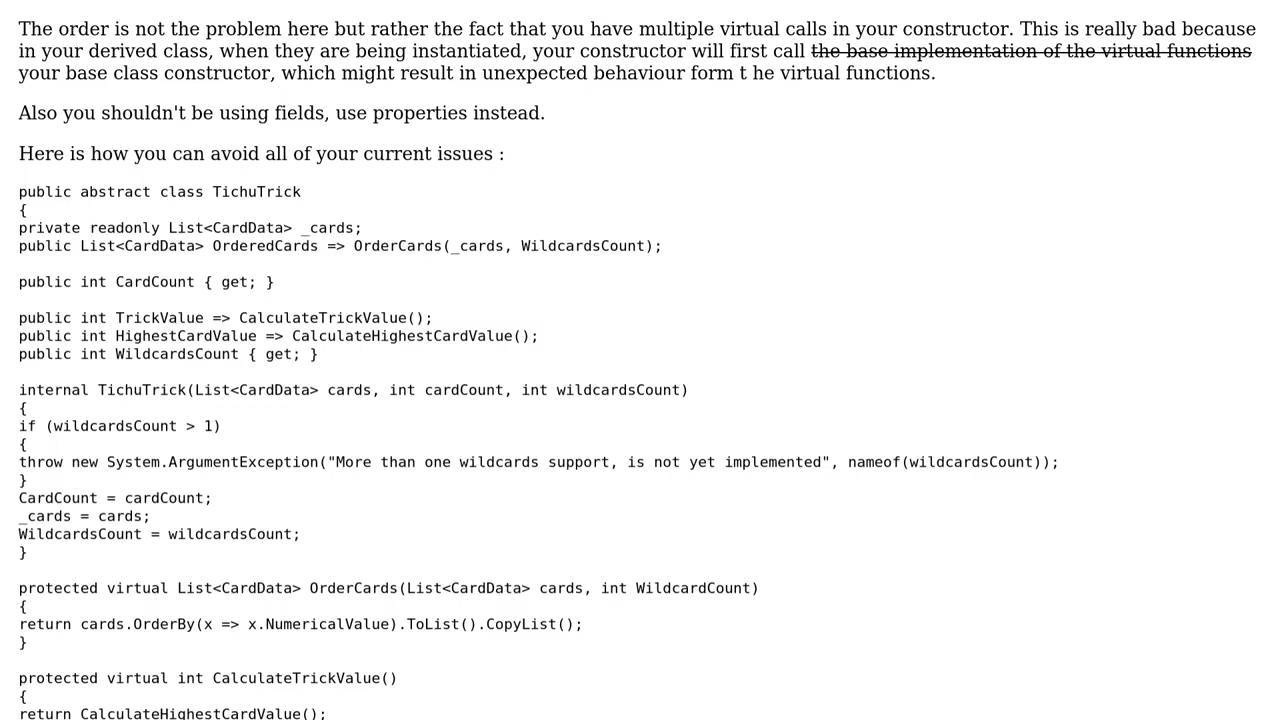 The order is not the problem here but rather the fact that you have multiple virtual calls in your constructor. This is really bad because
in your derived class, when they are being instantiated, your constructor will first call the base implementation of the virtual functions
your base class constructor, which might result in unexpected behaviour form t he virtual functions.
Also you shouldn't be using fields, use properties instead.
Here is how you can avoid all of your current issues :
public abstract class TichuTrick
{
private readonly List<CardData> _cards;
public List<CardData> OrderedCards => OrderCards(_cards, WildcardsCount);
public int CardCount { get; }
public int TrickValue => CalculateTrickValue();
public int HighestCardValue => CalculateHighestCardValue();
public int WildcardsCount { get; }
internal TichuTrick(List<CardData> cards, int cardCount, int wildcardsCount)
{
if (wildcardsCount > 1)
{
throw new System.ArgumentException("More than one wildcards support, is not yet implemented", nameof(wildcardsCount));
}
CardCount = cardCount;
_cards = cards;
WildcardsCount = wildcardsCount;
}
protected virtual List<CardData> OrderCards(List<CardData> cards, int WildcardCount)
{
return cards.OrderBy(x => x.NumericalValue).ToList().CopyList();
}
protected virtual int CalculateTrickValue()
{
return CalculateHighestCardValue();